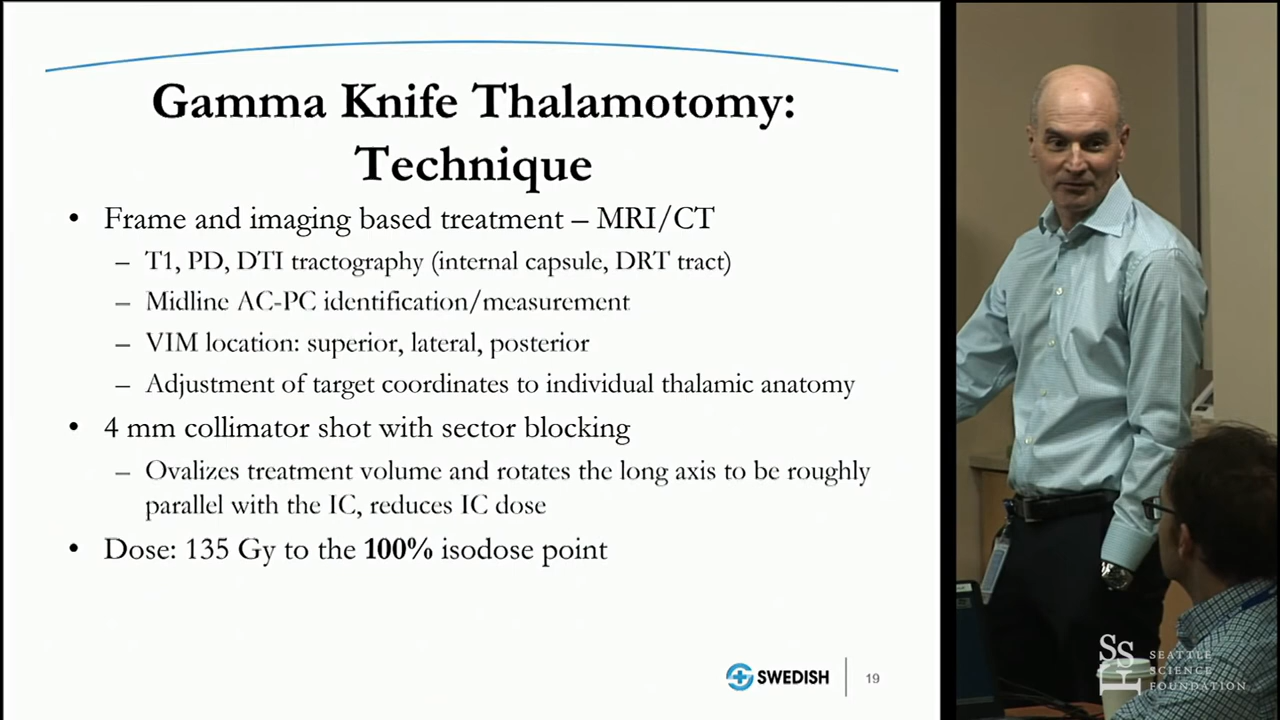 Gamma Knife Thalamotomy:
Technique
• Frame and imaging based treatment – MRI/CT
– T1, PD, DTI tractography (internal capsule, DRT tract)
– Midline AC-PC identification/measurement
– VIM location: superior, lateral, posterior
– Adjustment of target coordinates to individual thalamic anatomy
• 4 mm collimator shot with sector blocking
– Ovalizes treatment volume and rotates the long axis to be roughly
parallel with the IC, reduces IC dose
• Dose: 135 Gy to the 100% isodose point
SWEDISH
19
SSF
SEATTLE
SCIENCE
FOUNDATION